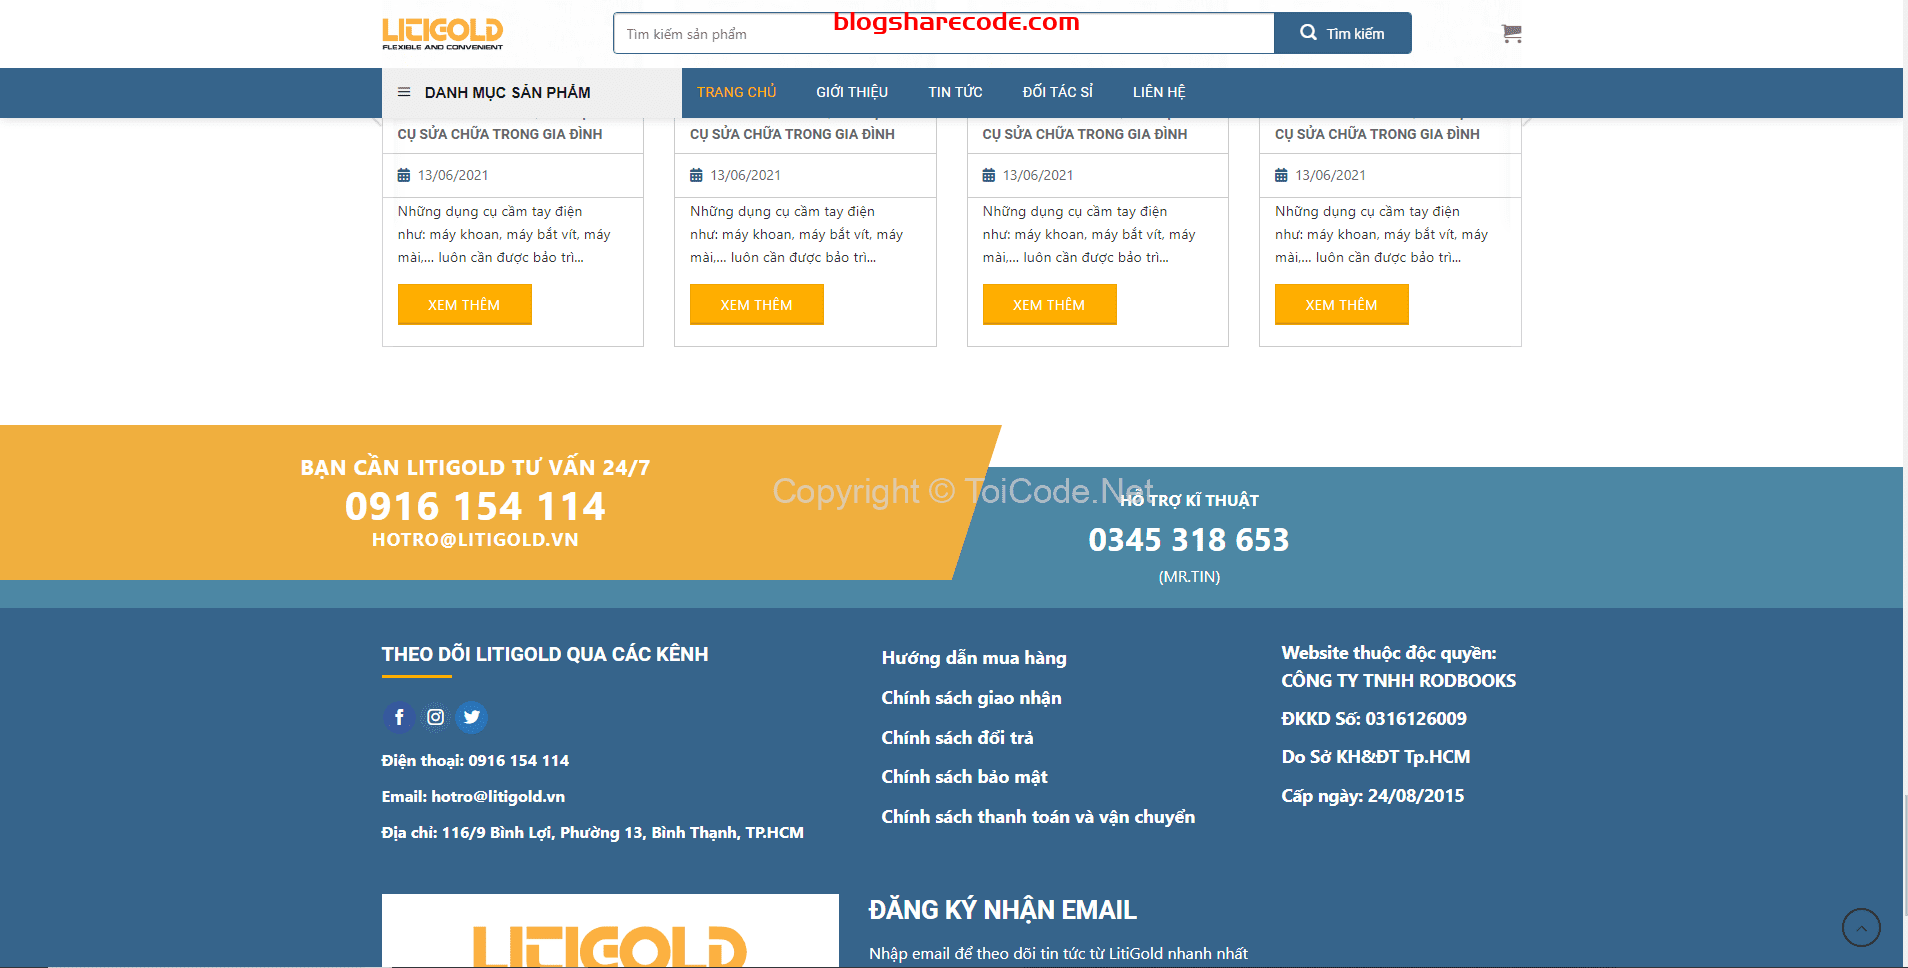 LITIGOLD
FLEXIBLE AND CONVENIENT
Tìm kiếm sản phẩm
blogsharecode.com
Tìm kiếm
DANH MỤC SẢN PHẨM
TRANG CHỦ
GIỚI THIỆU
TIN TỨC
ĐỐI TÁC SỈ
LIÊN HỆ
CỤ SỬA CHỮA TRONG GIA ĐÌNH
13/06/2021
Những dụng cụ cầm tay điện
như: máy khoan, máy bắt vít, máy
mài,... luôn cần được bảo trì...
XEM THÊM
CỤ SỬA CHỮA TRONG GIA ĐÌNH
13/06/2021
Những dụng cụ cầm tay điện
như: máy khoan, máy bắt vít, máy
mài,... luôn cần được bảo trì...
XEM THÊM
CỤ SỬA CHỮA TRONG GIA ĐÌNH
13/06/2021
Những dụng cụ cầm tay điện
như: máy khoan, máy bắt vít, máy
mài,... luôn cần được bảo trì...
XEM THÊM
CỤ SỬA CHỮA TRONG GIA ĐÌNH
13/06/2021
Những dụng cụ cầm tay điện
như: máy khoan, máy bắt vít, máy
mài,... luôn cần được bảo trì...
XEM THÊM
BẠN CẦN LITIGOLD TƯ VẤN 24/7
0916 154 114
HOTRO@LITIGOLD.VN
Copyright © ToiCode.Net
HỖ TRỢ KĨ THUẬT
0345 318 653
(MR.TIN)
THEO DÕI LITIGOLD QUA CÁC KÊNH
Điện thoại: 0916 154 114
Email: hotro@litigold.vn
Địa chỉ: 116/9 Bình Lợi, Phường 13, Bình Thạnh, TP.HCM
Hướng dẫn mua hàng
Chính sách giao nhận
Chính sách đổi trả
Chính sách bảo mật
Chính sách thanh toán và vận chuyển
Website thuộc độc quyền:
CÔNG TY TNHH RODBOOKS
ĐKKD Số: 0316126009
Do Sở KH&ĐT Tp.HCM
Cấp ngày: 24/08/2015
LITIGOLD
ĐĂNG KÝ NHẬN EMAIL
Nhập email để theo dõi tin tức từ LitiGold nhanh nhất